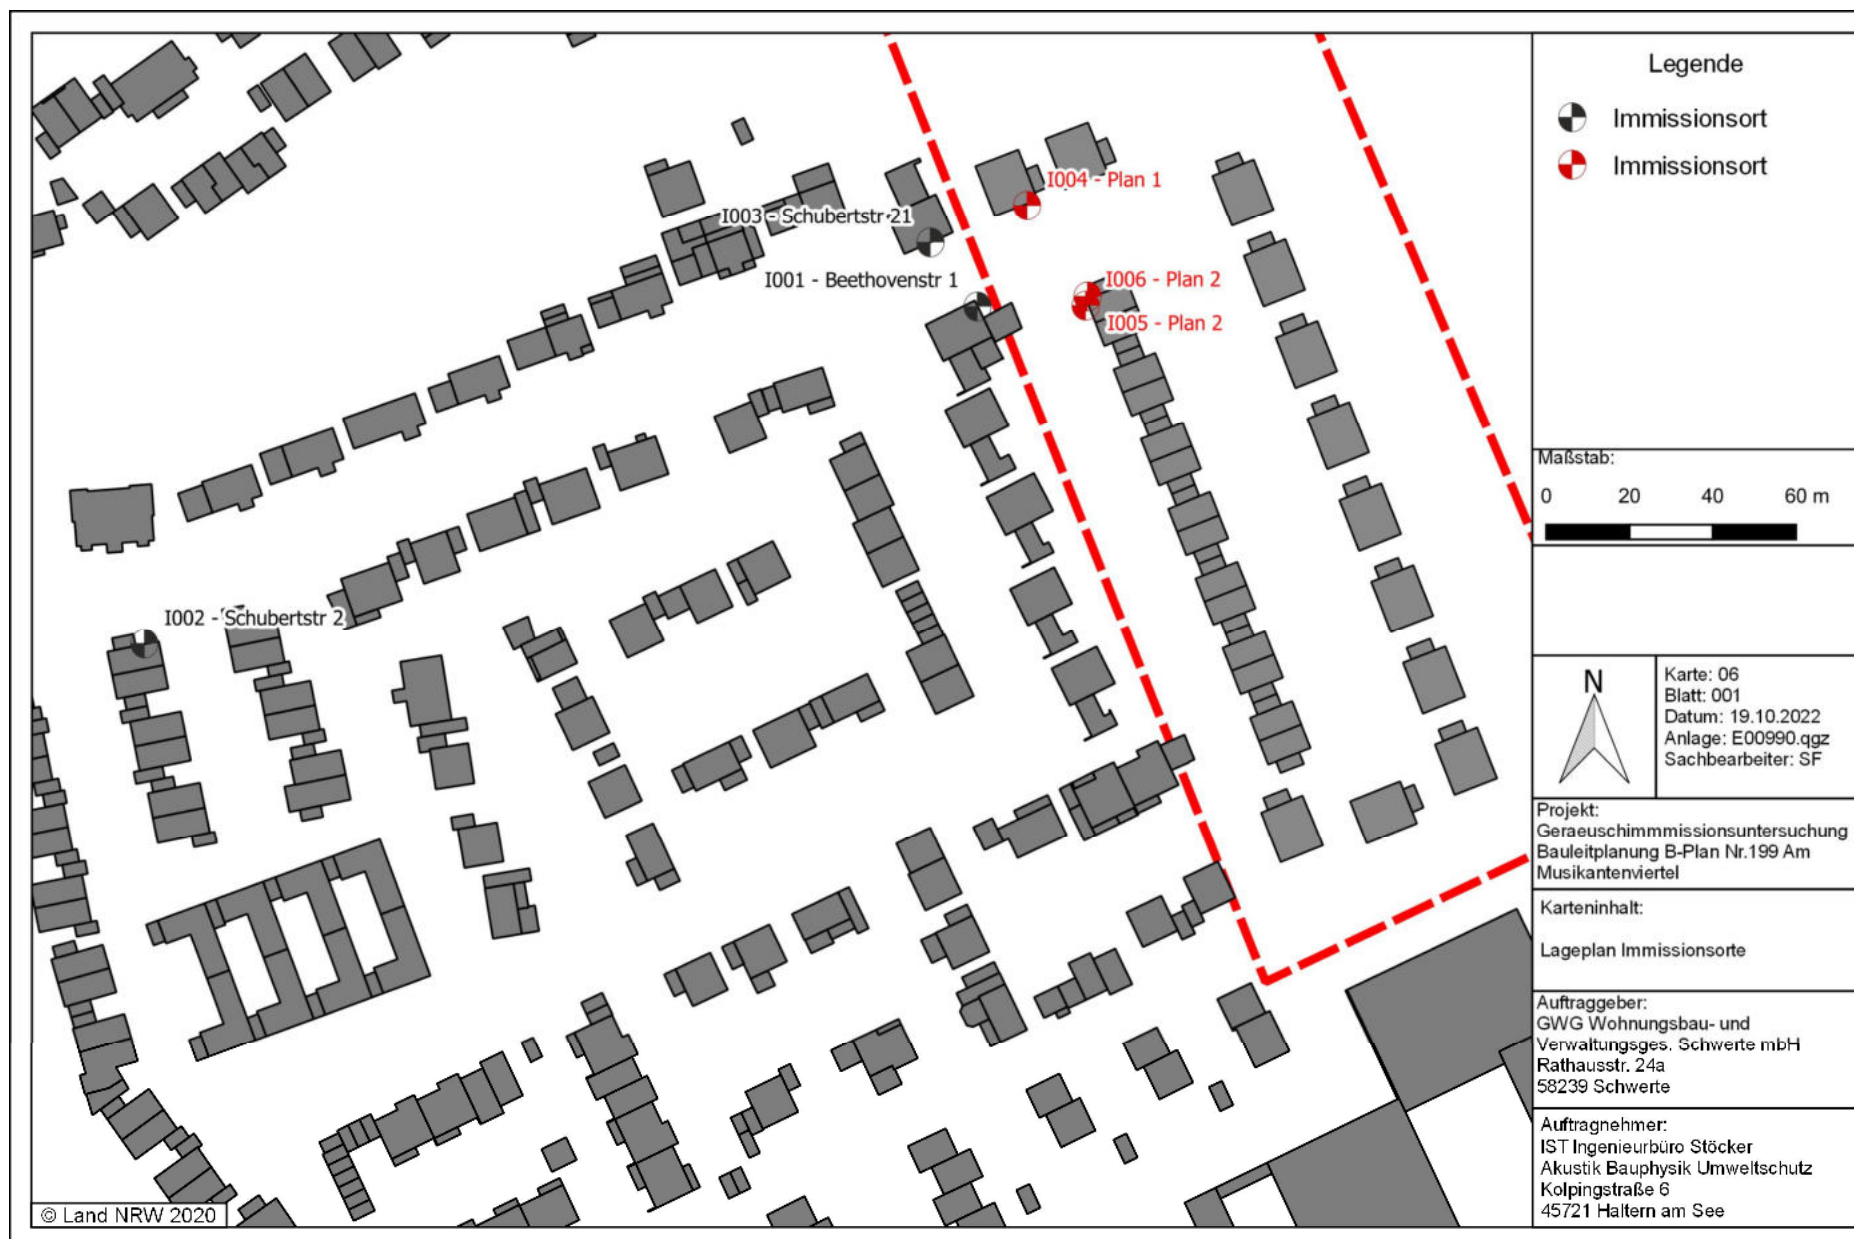 I004 - Plan 1
I003 - Schubertstr 21
I001 - Beethovenstr 1
I006 - Plan 2
I005 - Plan 2
I002 - Schubertstr 2
© Land NRW 2020
Legende
Immissionsort
Immissionsort
Maßstab:
0 20 40 60 m
N
Karte: 06
Blatt: 001
Datum: 19.10.2022
Anlage: E00990.qgz
Sachbearbeiter: SF
Projekt:
Geraeuschimmmissionsuntersuchung
Bauleitplanung B-Plan Nr.199 Am
Musikantenviertel
Karteninhalt:
Lageplan Immissionsorte
Auftraggeber:
GWG Wohnungsbau- und
Verwaltungsges. Schwerte mbH
Rathausstr. 24a
58239 Schwerte
Auftragnehmer:
IST Ingenieurbüro Stöcker
Akustik Bauphysik Umweltschutz
Kolpingstraße 6
45721 Haltern am See